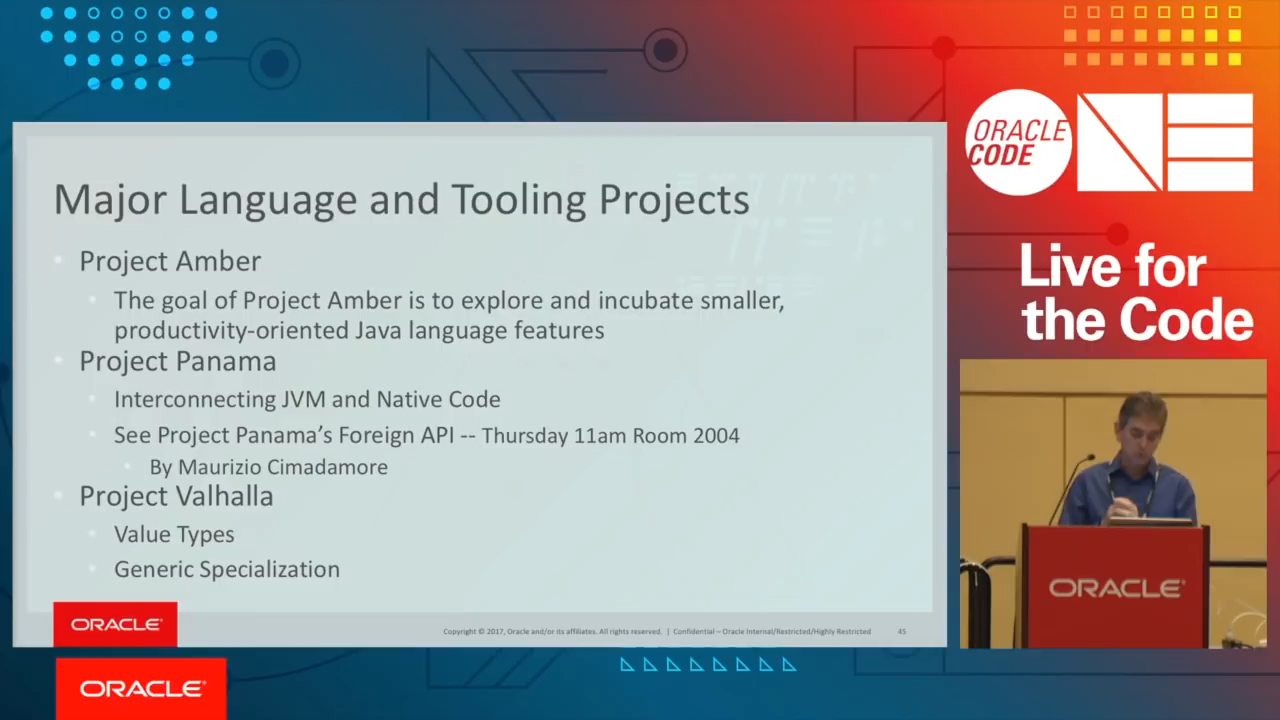 Major Language and Tooling Projects
Project Amber
The goal of Project Amber is to explore and incubate smaller,
productivity-oriented Java language features
Project Panama
Interconnecting JVM and Native Code
See Project Panama’s Foreign API -- Thursday 11am Room 2004
By Maurizio Cimadamore
Project Valhalla
Value Types
Generic Specialization
ORACLE
Copyright © 2017, Oracle and/or its affiliates. All rights reserved. | Confidential – Oracle Internal/Restricted/Highly Restricted 45
ORACLE
ORACLE
CODE
ONE
Live for
the Code
ORACLE